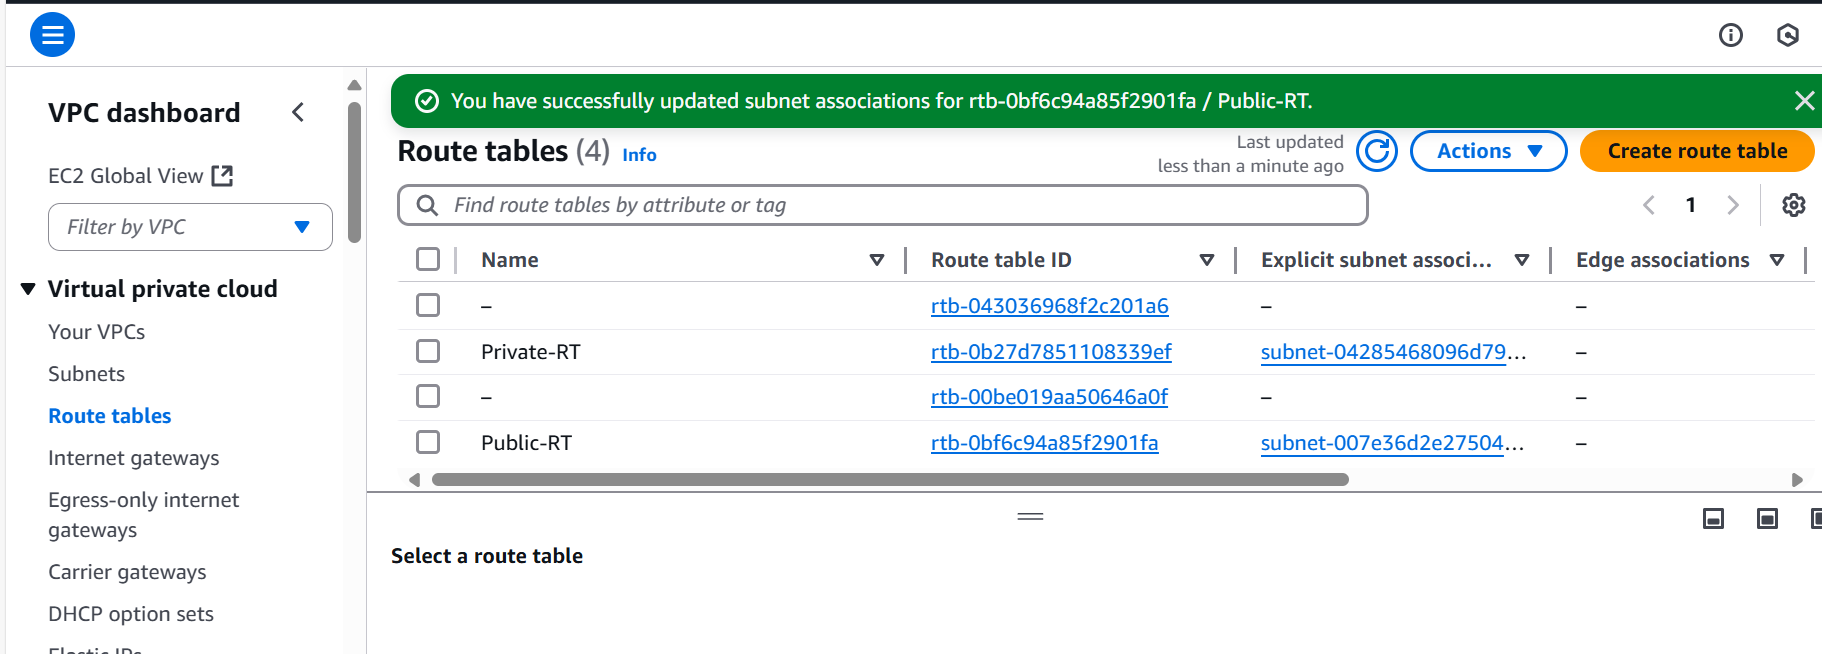 You have successfully updated subnet associations for rtb-0bf6c94a85f2901fa / Public-RT.
VPC dashboard
EC2 Global View
Filter by VPC
Virtual private cloud
Your VPCs
Subnets
Route tables
Internet gateways
Egress-only internet
gateways
Carrier gateways
DHCP option sets
Elastic IPs
Route tables (4) Info
Last updated
less than a minute ago
Actions
Create route table
Find route tables by attribute or tag
1
Name Route table ID Explicit subnet associ... Edge associations
– rtb-043036968f2c201a6 – –
Private-RT rtb-0b27d7851108339ef subnet-04285468096d79... –
– rtb-00be019aa50646a0f – –
Public-RT rtb-0bf6c94a85f2901fa subnet-007e36d2e27504... –
Select a route table